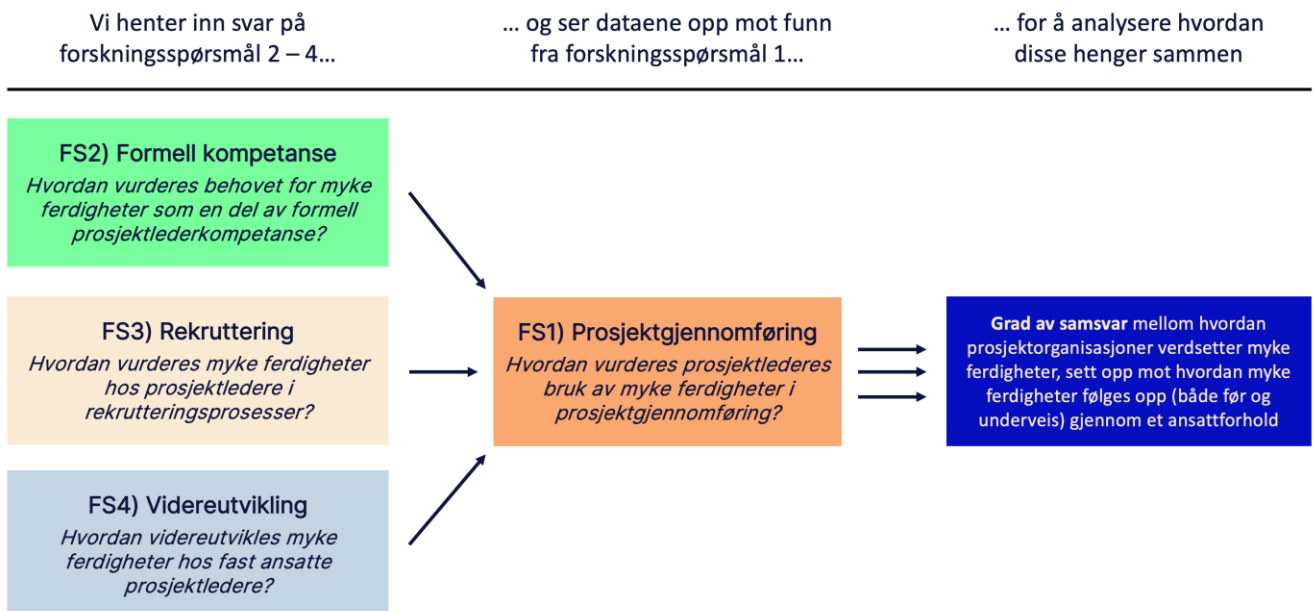 Vi henter inn svar på
forskningsspørsmål 2 – 4...
... og ser dataene opp mot funn
fra forskningsspørsmål 1...
... for å analysere hvordan
disse henger sammen
FS2) Formell kompetanse
Hvordan vurderes behovet for myke
ferdigheter som en del av formell
prosjektlederkompetanse?
FS3) Rekruttering
Hvordan vurderes myke ferdigheter
hos prosjektledere i
rekrutteringsprosesser?
FS4) Videreutvikling
Hvordan videreutvikles myke
ferdigheter hos fast ansatte
prosjektledere?
FS1) Prosjektgjennomføring
Hvordan vurderes prosjektlederes
bruk av myke ferdigheter i
prosjektgjennomføring?
Grad av samsvar mellom hvordan
prosjektorganisasjoner verdsetter myke
ferdigheter, sett opp mot hvordan myke
ferdigheter følges opp (både før og
underveis) gjennom et ansattforhold